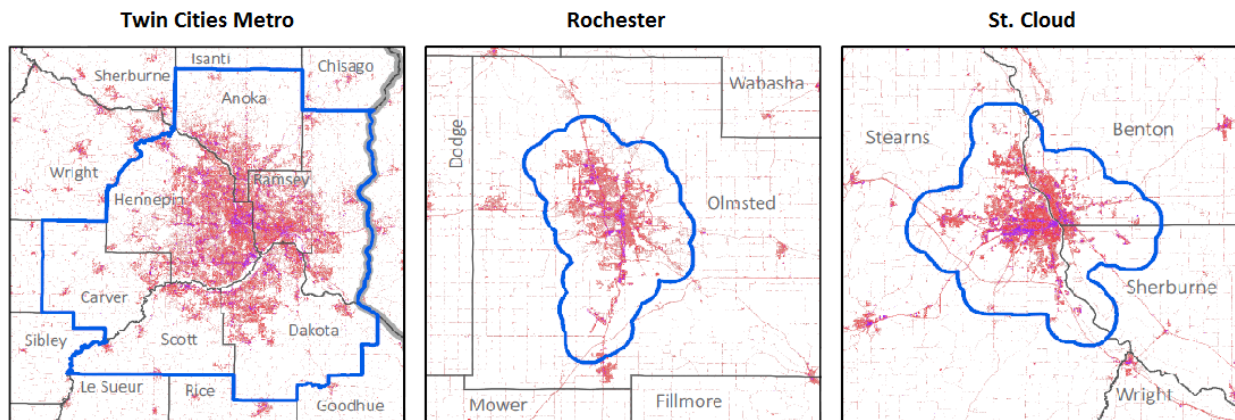 Twin Cities Metro
Rochester
St. Cloud
Isanti
Sherburne
Chisago
Anoka
Wright
Ramsey
Hennepin
Carver
Sibley
Scott
Dakota
Le Sueur
Rice
Goodhue
Wabasha
Dodge
Olmsted
Mower
Fillmore
Stearns
Benton
Sherburne
Wright